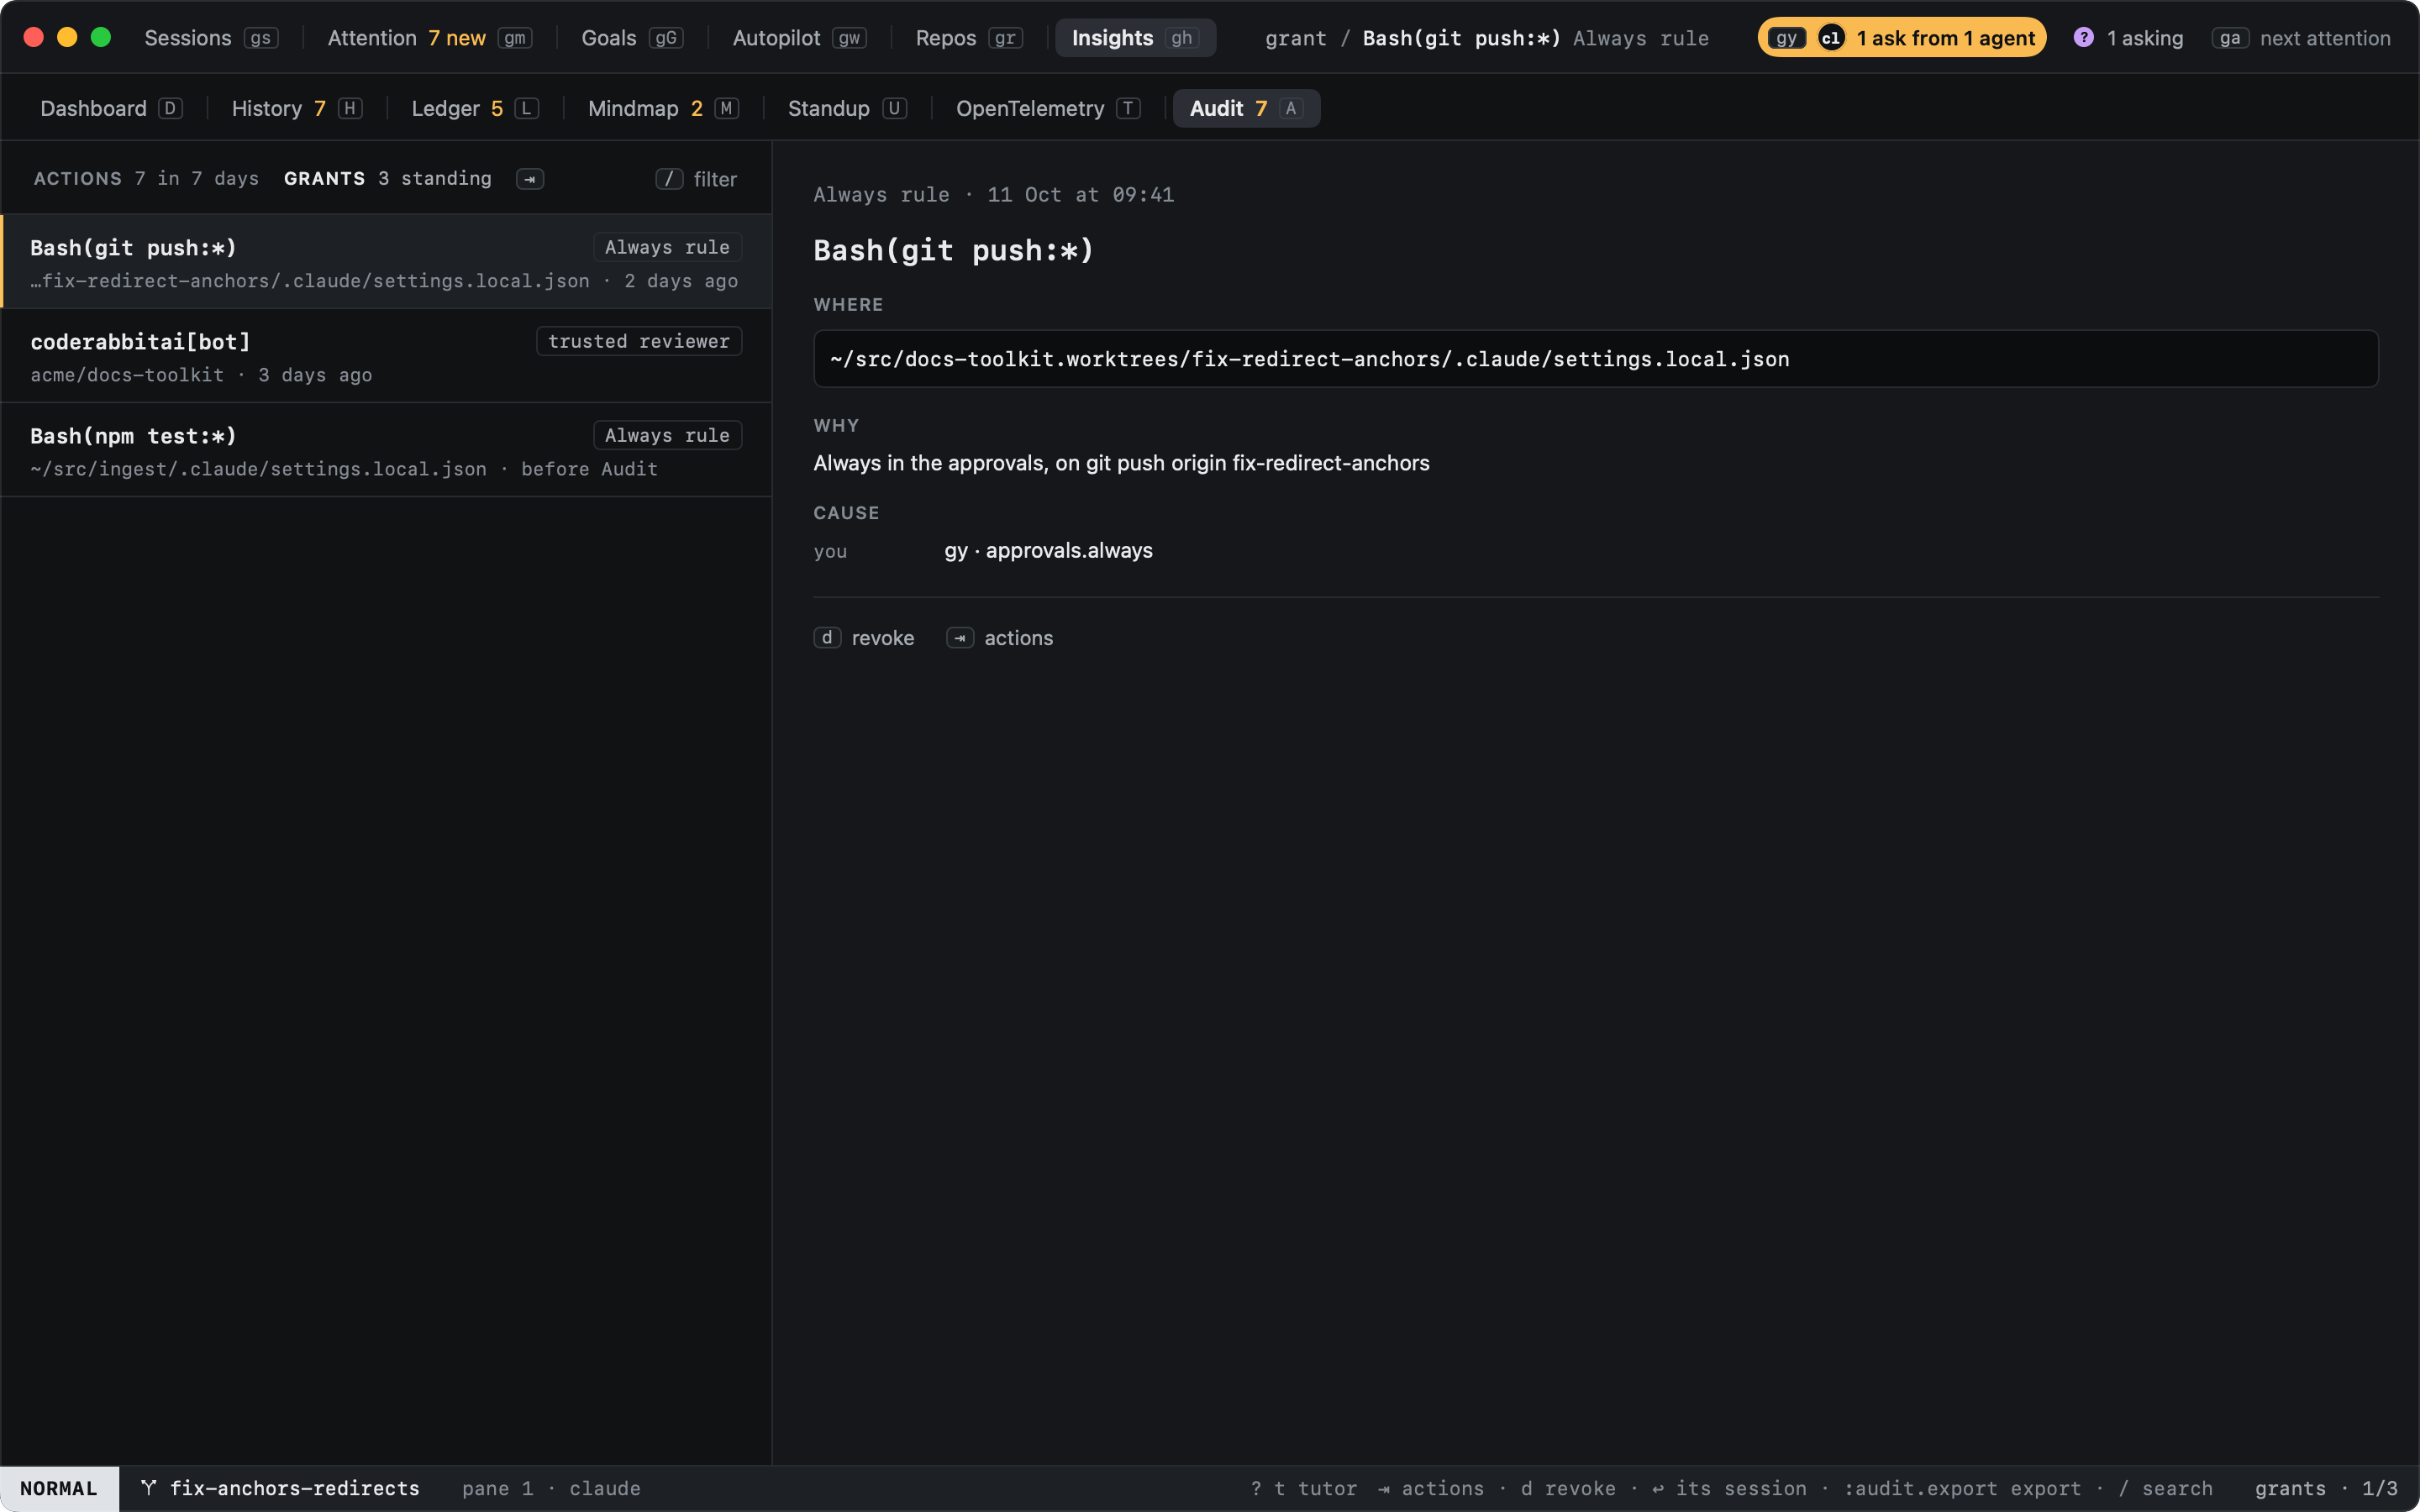 Sessions gs Attention 7 new gm Goals gG Autopilot gw Repos gr Insights gh grant / Bash(git push:*) Always rule gy cl 1 ask from 1 agent ? 1 asking ga next attention
Dashboard D History 7 H Ledger 5 L Mindmap 2 M Standup U OpenTelemetry T Audit 7 A
ACTIONS 7 in 7 days GRANTS 3 standing ⇥ / filter
Bash(git push:*) Always rule
…fix-redirect-anchors/.claude/settings.local.json · 2 days ago
coderabbitai[bot] trusted reviewer
acme/docs-toolkit · 3 days ago
Bash(npm test:*) Always rule
~/src/ingest/.claude/settings.local.json · before Audit
Always rule · 11 Oct at 09:41
Bash(git push:*)
WHERE
~/src/docs-toolkit.worktrees/fix-redirect-anchors/.claude/settings.local.json
WHY
Always in the approvals, on git push origin fix-redirect-anchors
CAUSE
you gy · approvals.always
d revoke ⇥ actions
NORMAL fix-anchors-redirects pane 1 · claude ? t tutor ⇥ actions · d revoke · ↩ its session · :audit.export export · / search grants · 1/3